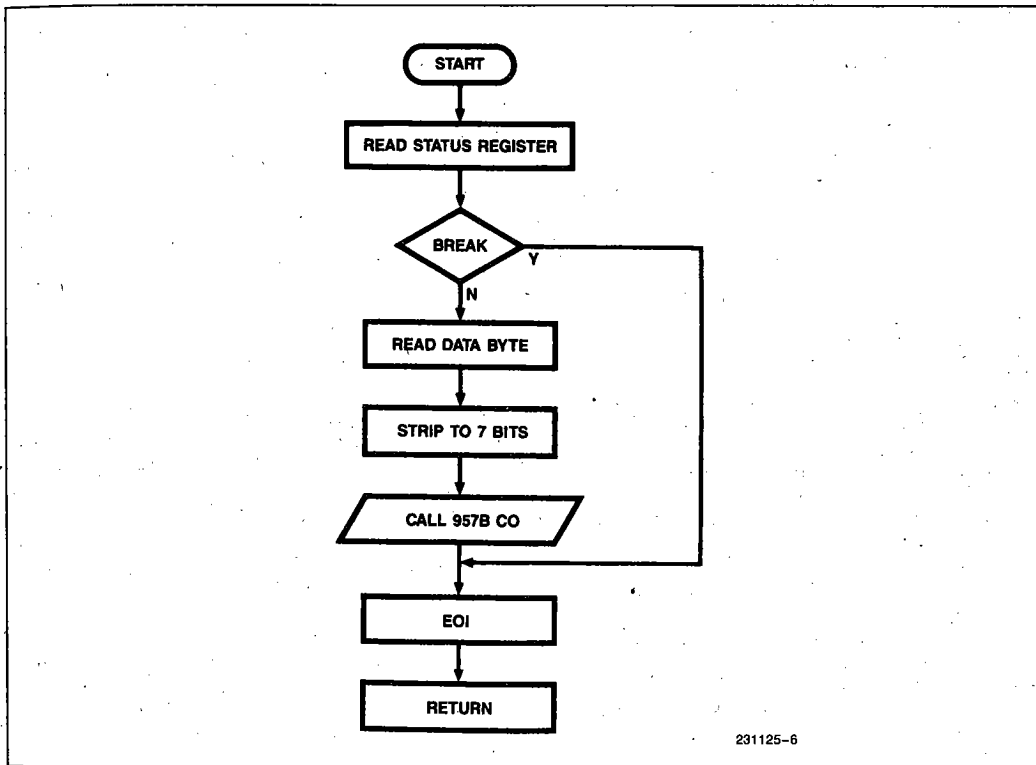 START
READ STATUS REGISTER
BREAK
Y
N
READ DATA BYTE
STRIP TO 7 BITS
CALL 957B CO
EOI
RETURN
231125-6